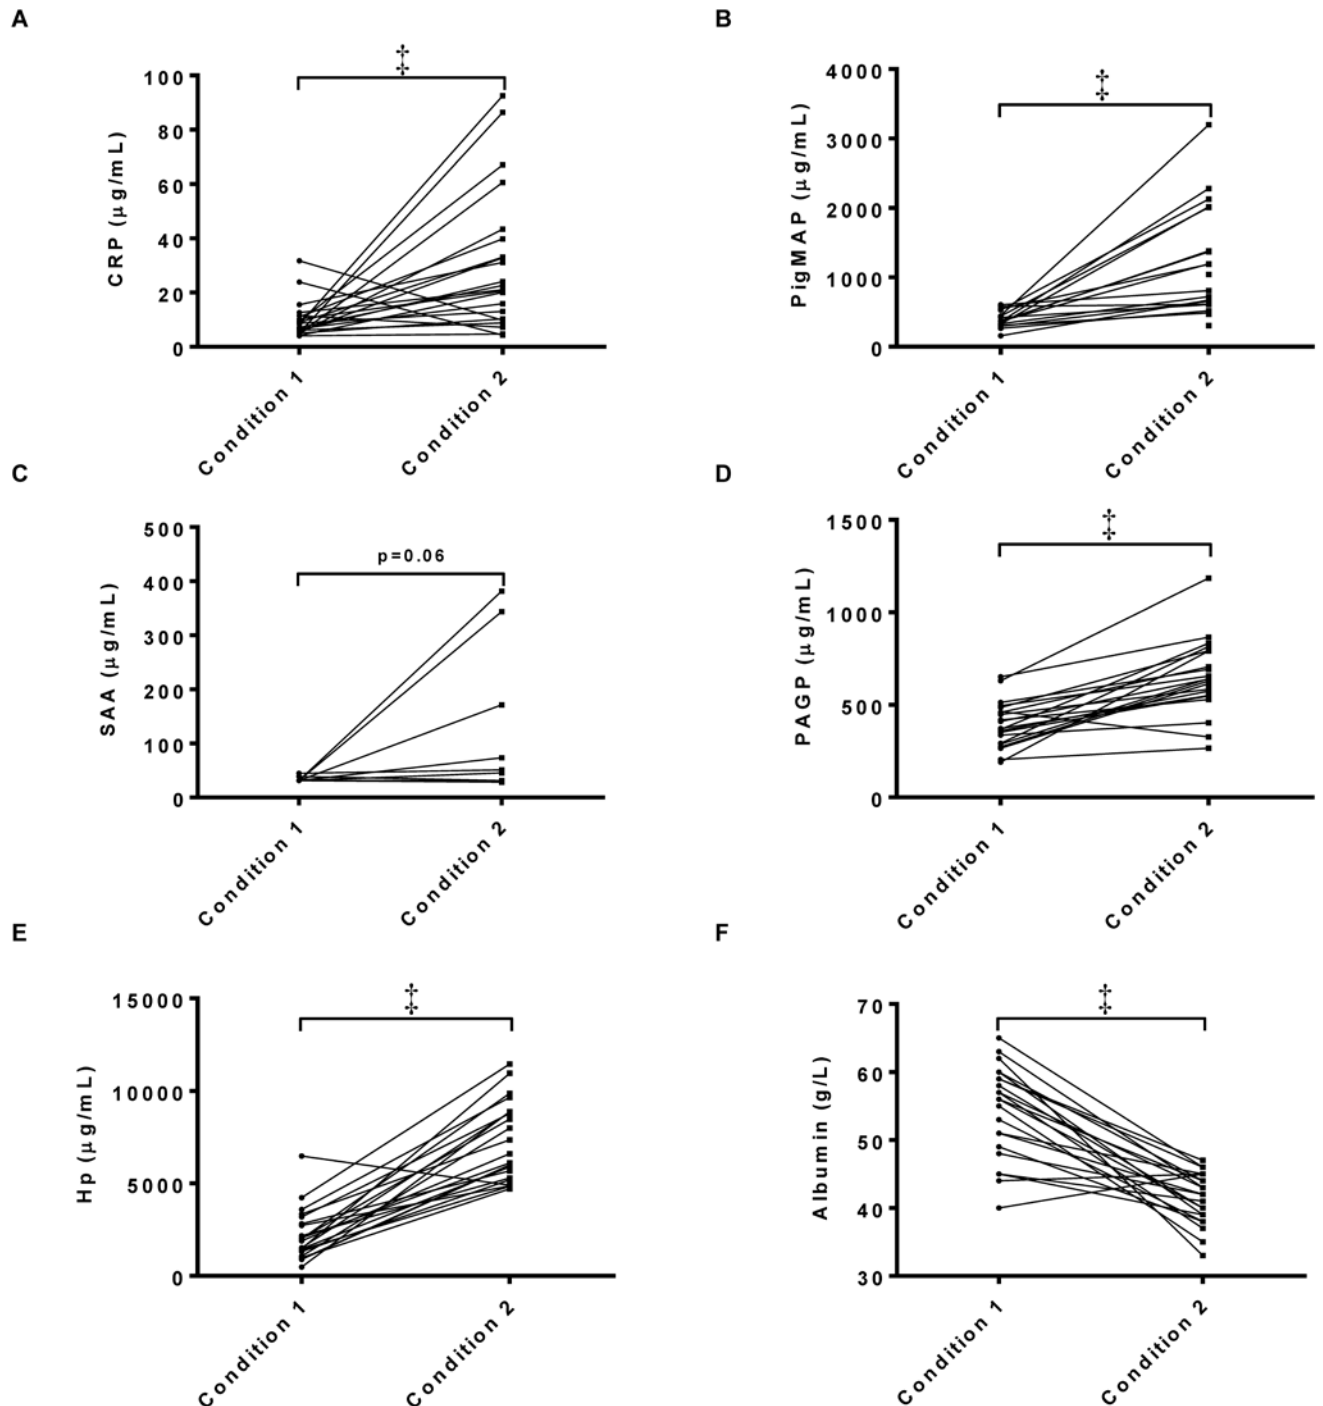 A
‡
CRP (μg/mL)
100
80
60
40
20
0
Condition 1
Condition 2
B
‡
PigMAP (μg/mL)
4000
3000
2000
1000
0
Condition 1
Condition 2
C
p=0.06
SAA (μg/mL)
500
400
300
200
100
0
Condition 1
Condition 2
D
‡
PAGP (μg/mL)
1500
1000
500
0
Condition 1
Condition 2
E
‡
Hp (μg/mL)
15000
10000
5000
0
Condition 1
Condition 2
F
‡
Albumin (g/L)
70
60
50
40
30
Condition 1
Condition 2